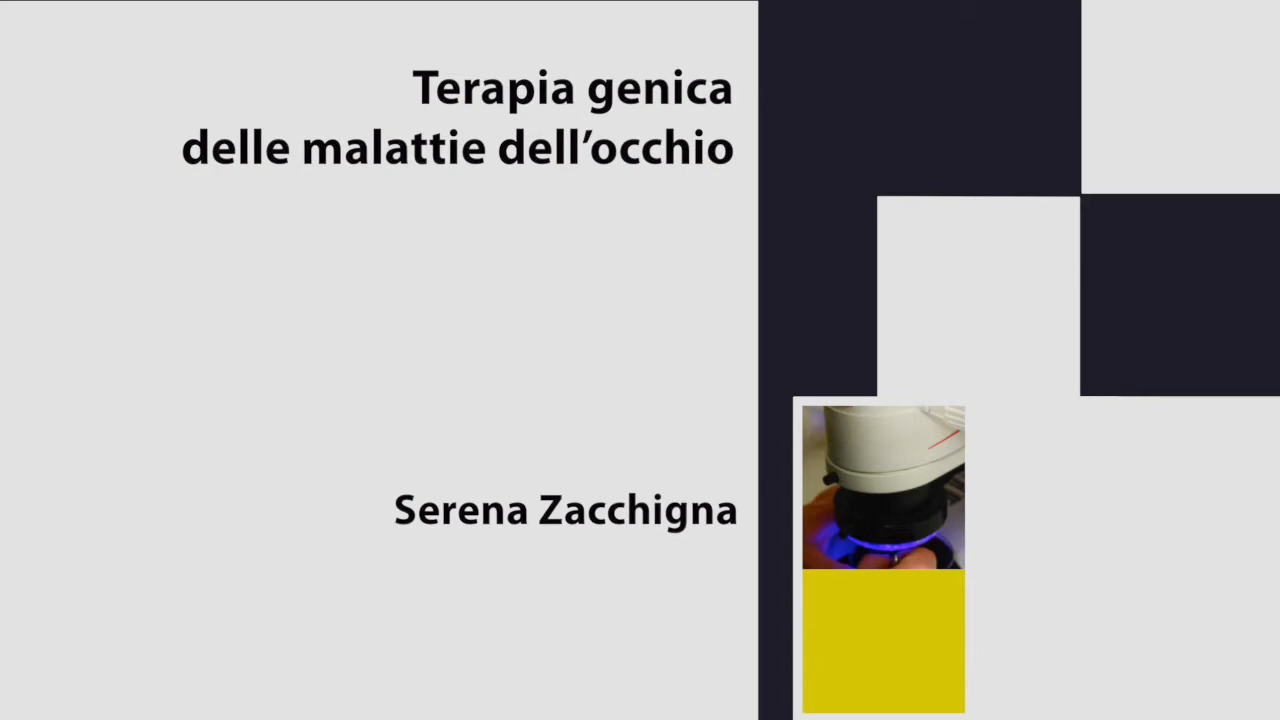 Terapia genica
delle malattie dell’occhio
Serena Zacchigna